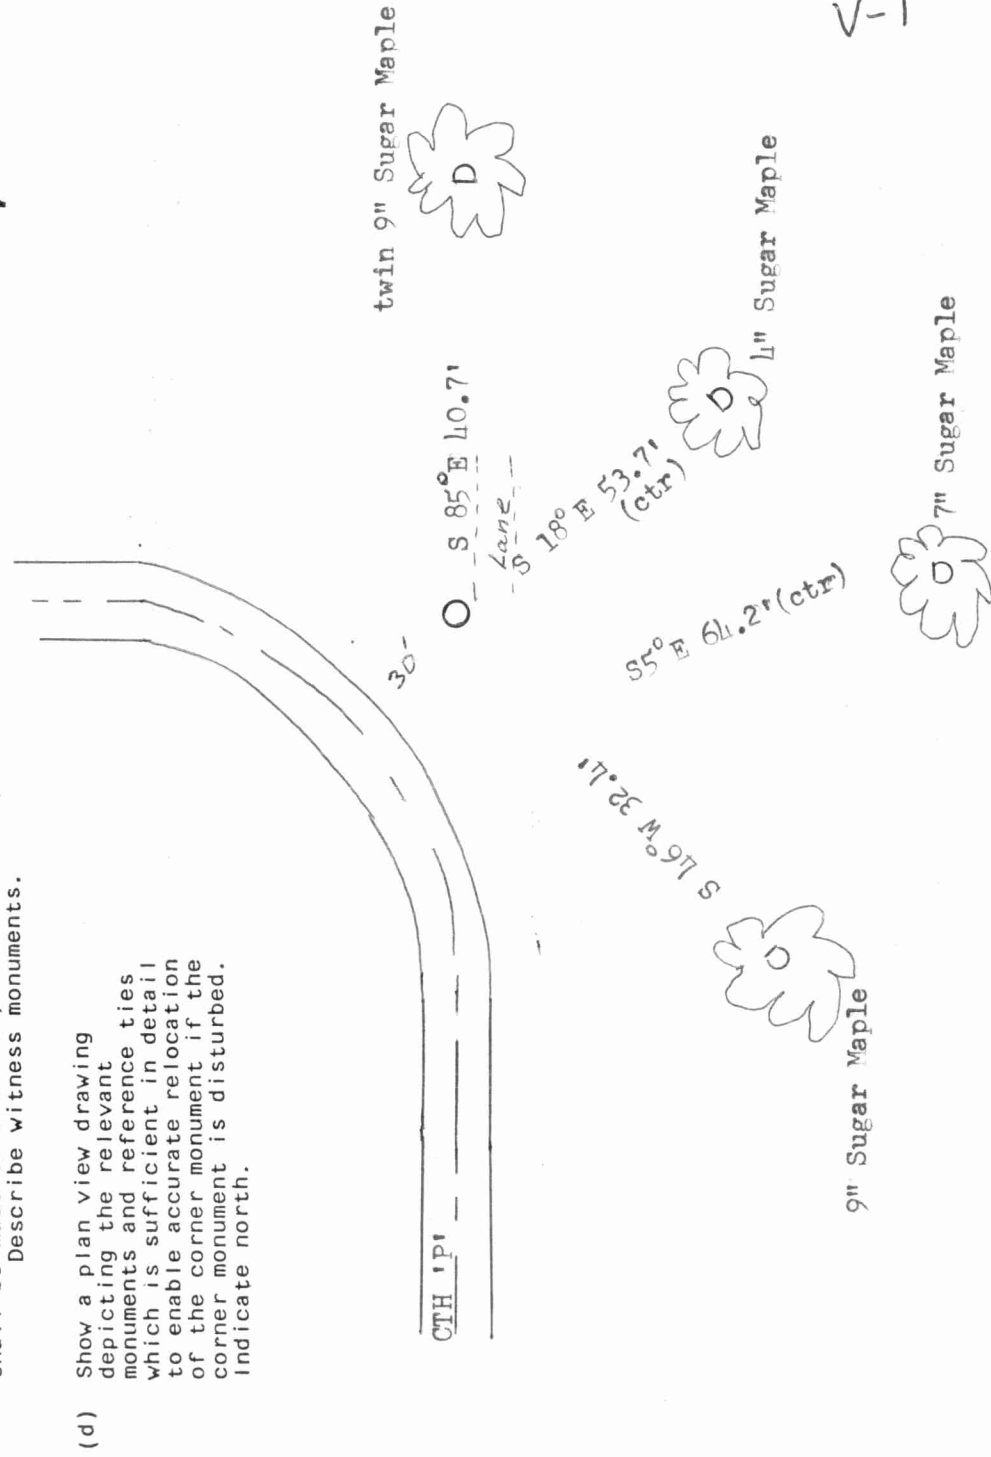 Describe witness monuments.
(d) Show a plan view drawing
depicting the relevant
monuments and reference ties
which is sufficient in detail
to enable accurate relocation
of the corner monument if the
corner monument is disturbed.
Indicate north.
twin 9" Sugar Maple
CTH 'P'
30'
S 85° E 40.7'
Lane
S 18° E 53.7'
(ctr)
4" Sugar Maple
S5° E 64.2' (ctr)
7" Sugar Maple
S 46° W 32.4'
9" Sugar Maple
V-1